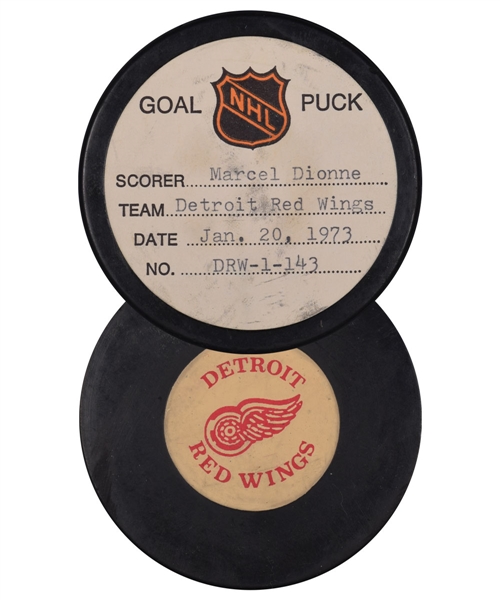 GOAL NHL PUCK
SCORER Marcel Dionne
TEAM Detroit Red Wings
DATE Jan. 20, 1973
NO. DRW-1-143
DETROIT
RED WINGS